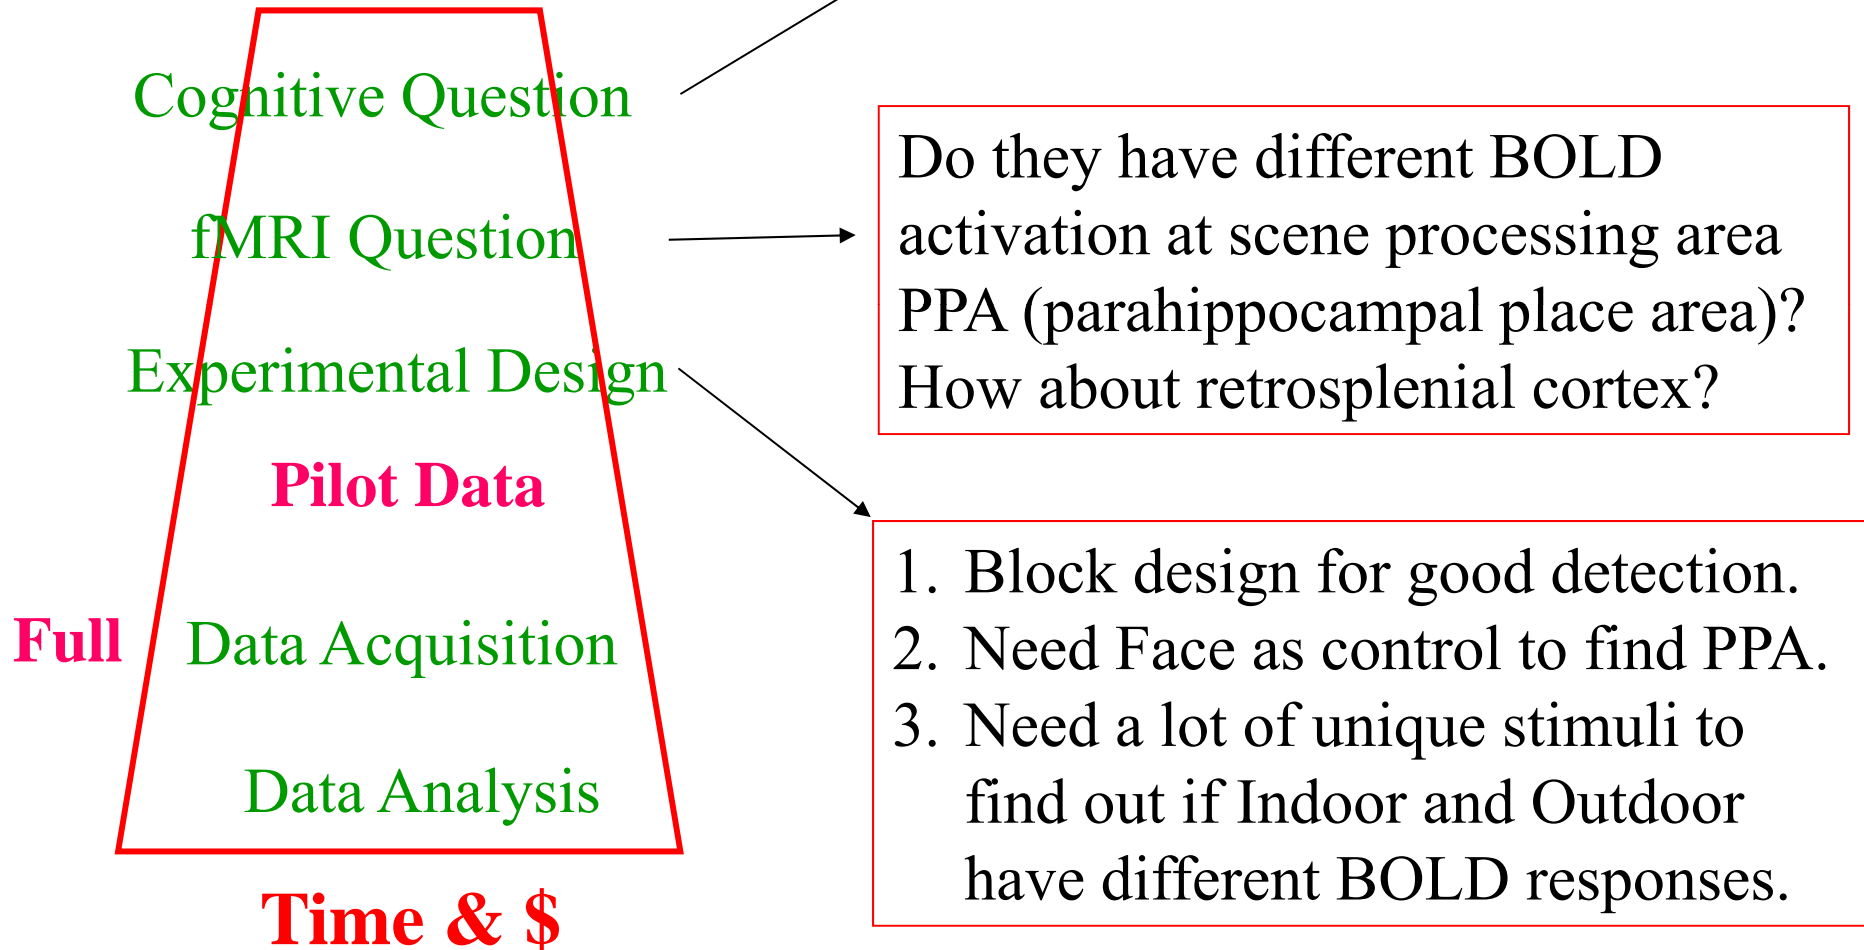 Cognitive Question
fMRI Question
Experimental Design
Pilot Data
Full
Data Acquisition
Data Analysis
Time & $
Do they have different BOLD
activation at scene processing area
PPA (parahippocampal place area)?
How about retrosplenial cortex?
1. Block design for good detection.
2. Need Face as control to find PPA.
3. Need a lot of unique stimuli to
find out if Indoor and Outdoor
have different BOLD responses.